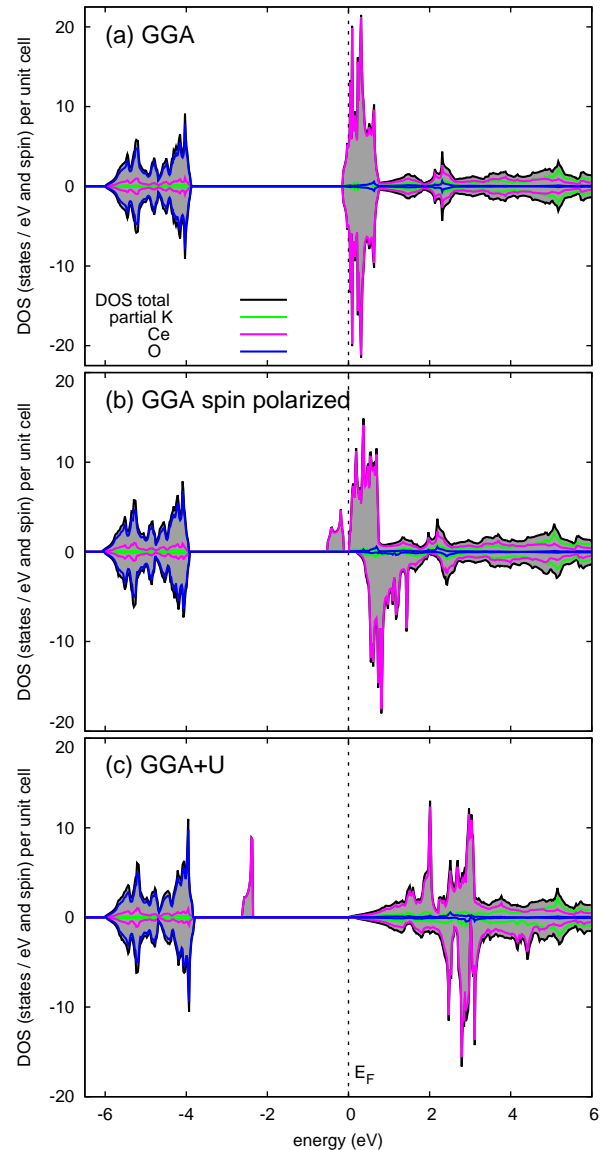 (a) GGA
20
10
0
-10
-20
DOS (states / eV and spin) per unit cell
DOS total
partial K
Ce
O
(b) GGA spin polarized
20
10
0
-10
-20
DOS (states / eV and spin) per unit cell
(c) GGA+U
20
10
0
-10
-20
DOS (states / eV and spin) per unit cell
E_F
-6 -4 -2 0 2 4 6
energy (eV)